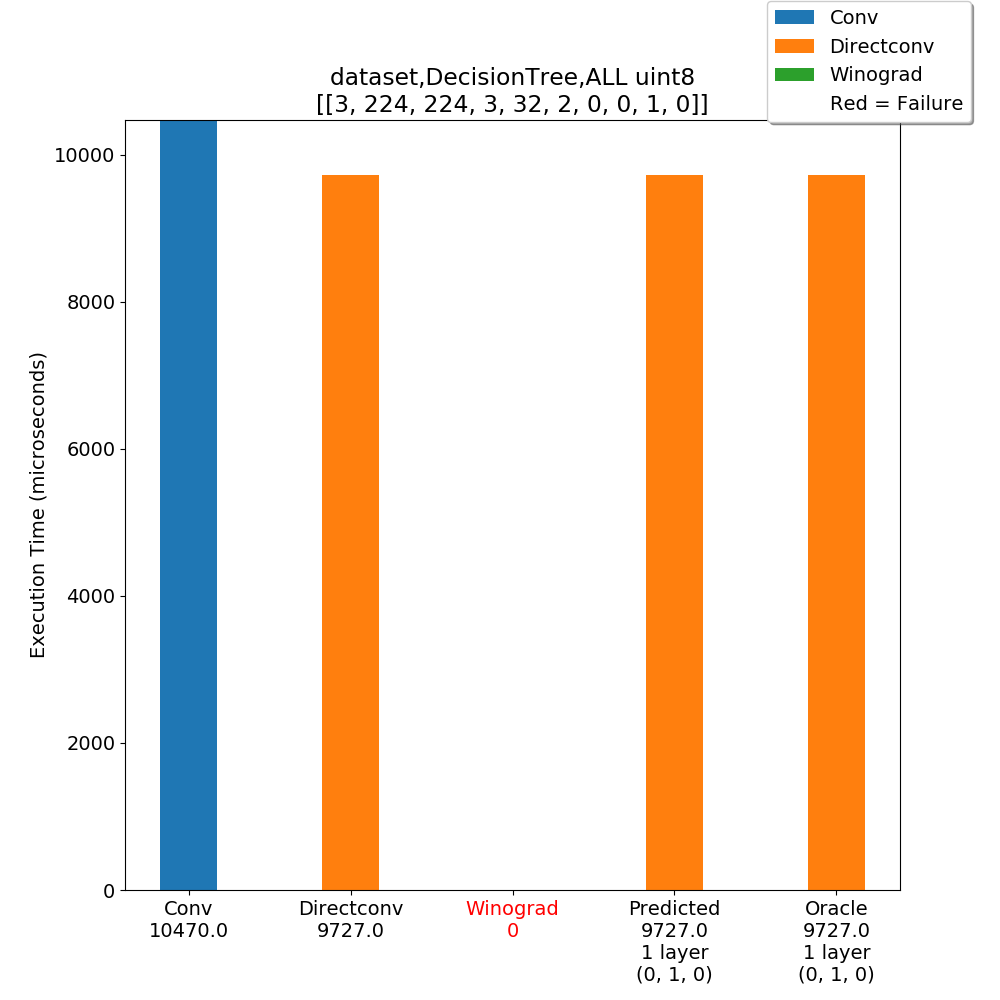 Conv
Directconv
Winograd
Red = Failure
dataset,DecisionTree,ALL uint8
[[3, 224, 224, 3, 32, 2, 0, 0, 1, 0]]
Execution Time (microseconds)
10000
8000
6000
4000
2000
0
Conv
10470.0
Directconv
9727.0
Winograd
0
Predicted
9727.0
1 layer
(0, 1, 0)
Oracle
9727.0
1 layer
(0, 1, 0)